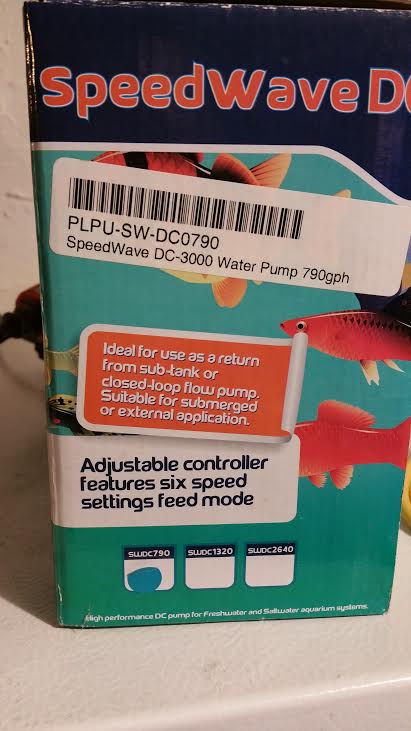 SpeedWave DC
PLPU-SW-DC0790
SpeedWave DC-3000 Water Pump 790gph
Ideal for use as a return
from sub-tank or
closed-loop flow pump.
Suitable for submerged
or external application.
Adjustable controller
features six speed
settings feed mode
SWDC790 SWDC1320 SWDC2640
High performance DC pump for Freshwater and Saltwater aquarium systems.